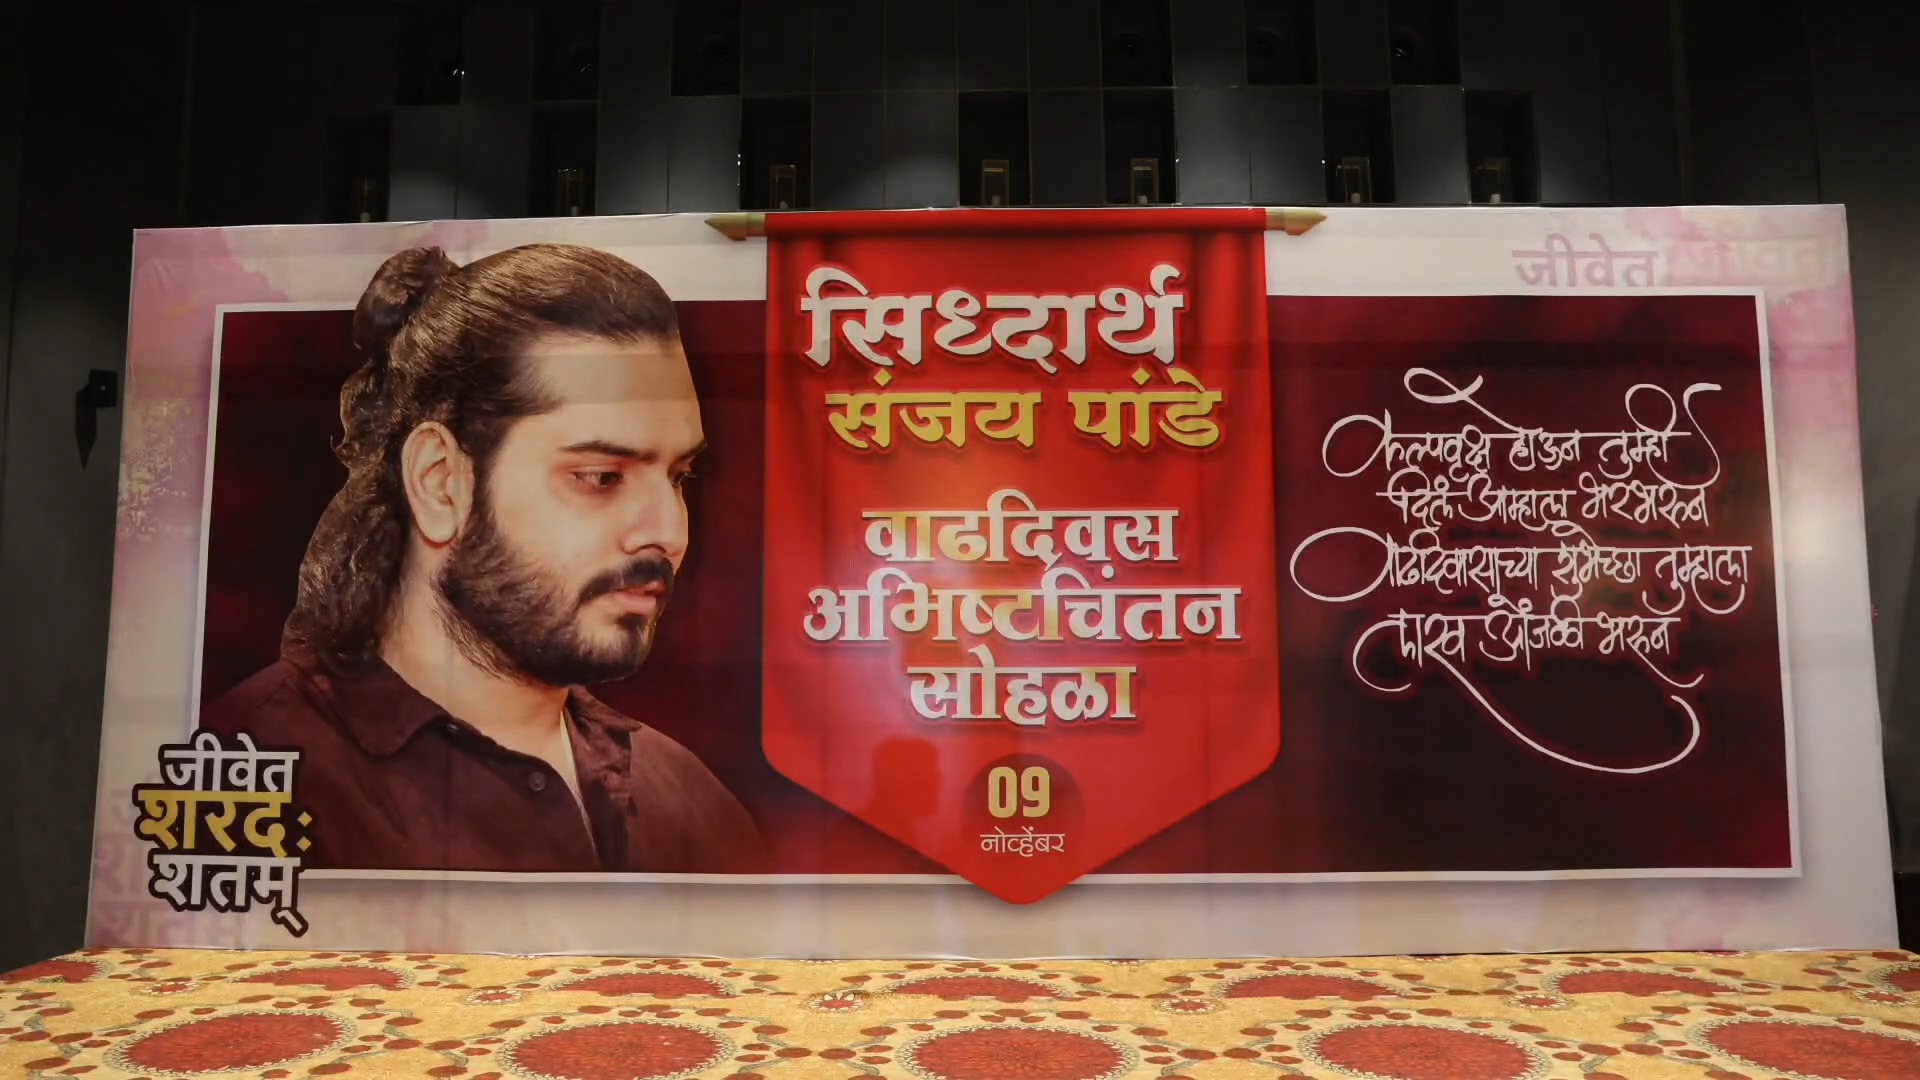 सिध्दार्थ
संजय पांडे
वाढदिवस
अभिष्टचिंतन
सोहळा
09
नोव्हेंबर
जीवेत
शरदः
शतम्
जीवेत
कल्पवृक्ष होऊन तुम्ही
दिलं आम्हाला भरभरून
वाढदिवसाच्या शुभेच्छा तुम्हाला
लाख ओंजळी भरून